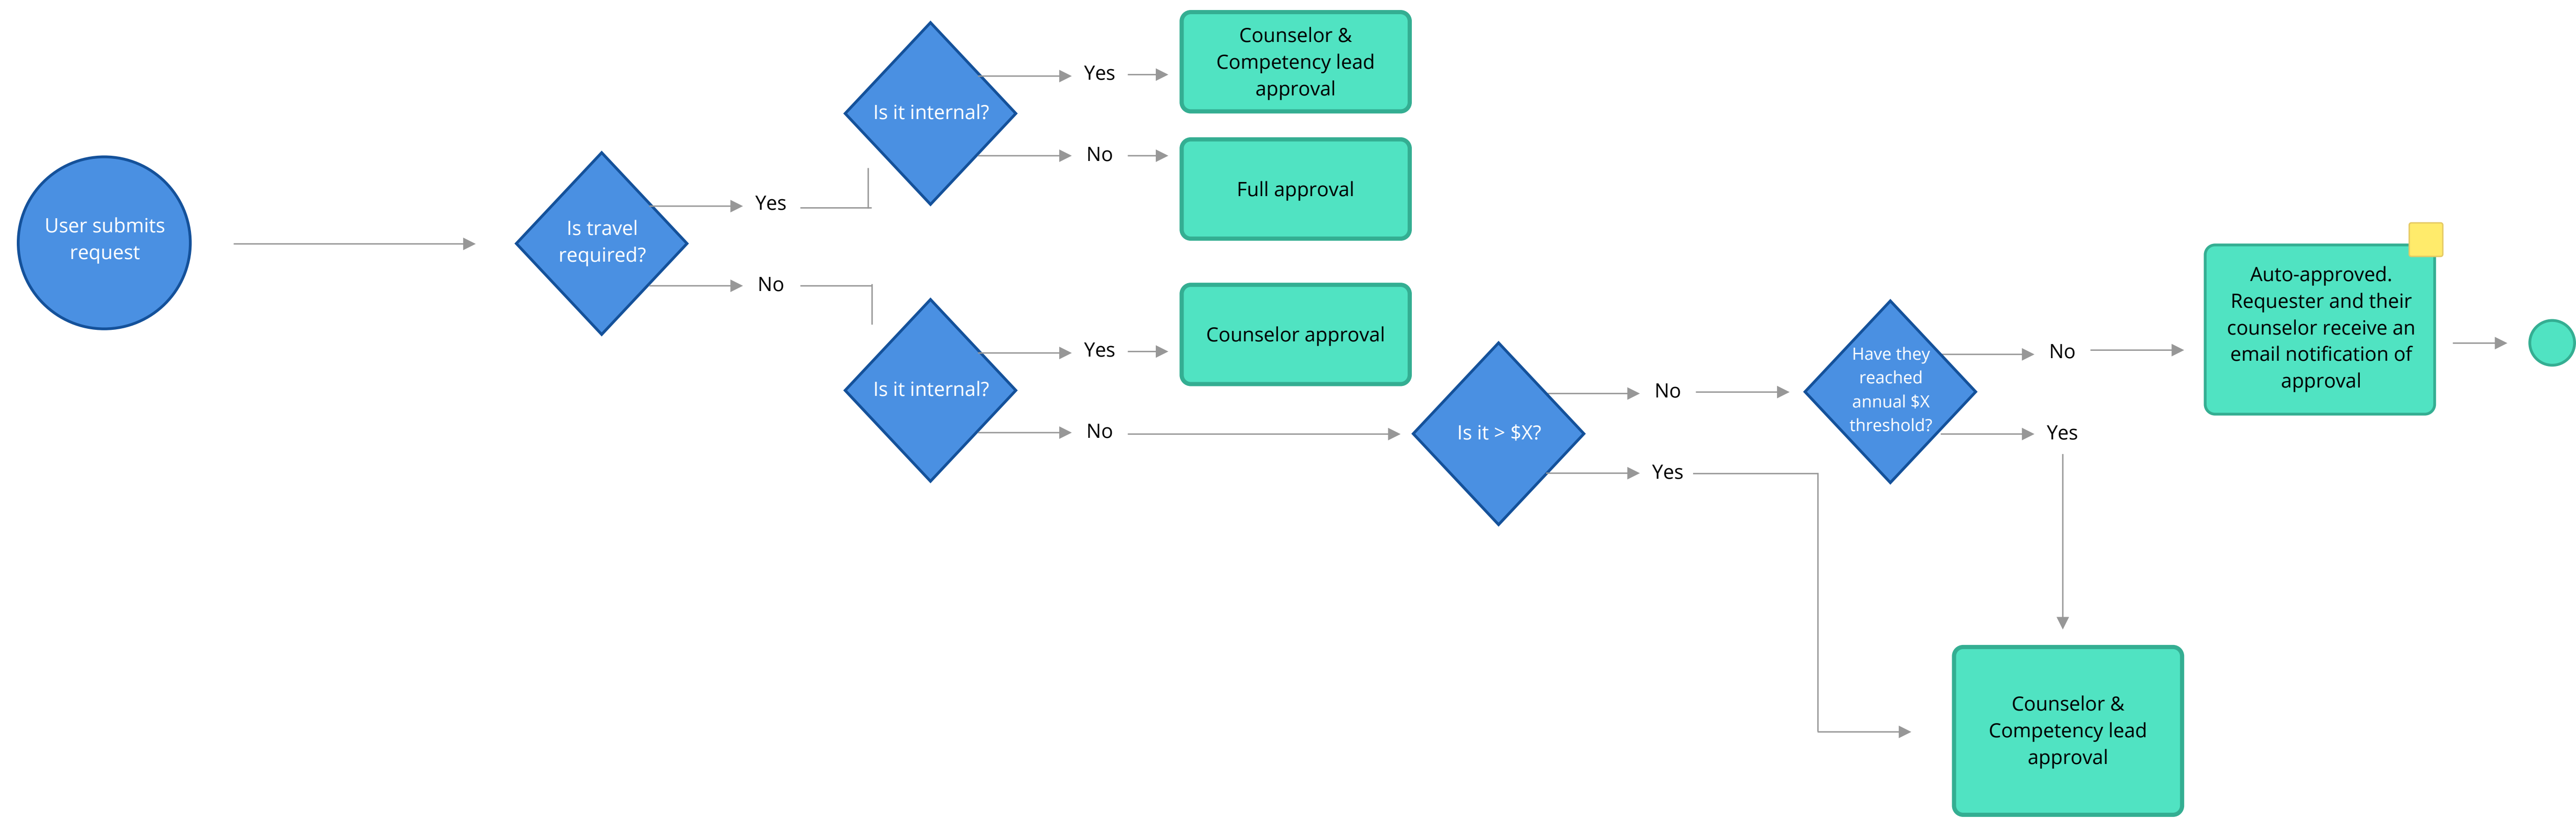 User submits
request
Is travel
required?
Yes
No
Is it internal?
Yes
No
Counselor &
Competency lead
approval
Full approval
Is it internal?
Yes
No
Counselor approval
Is it > $X?
No
Yes
Have they
reached
annual $X
threshold?
No
Yes
Auto-approved.
Requester and their
counselor receive an
email notification of
approval
Counselor &
Competency lead
approval